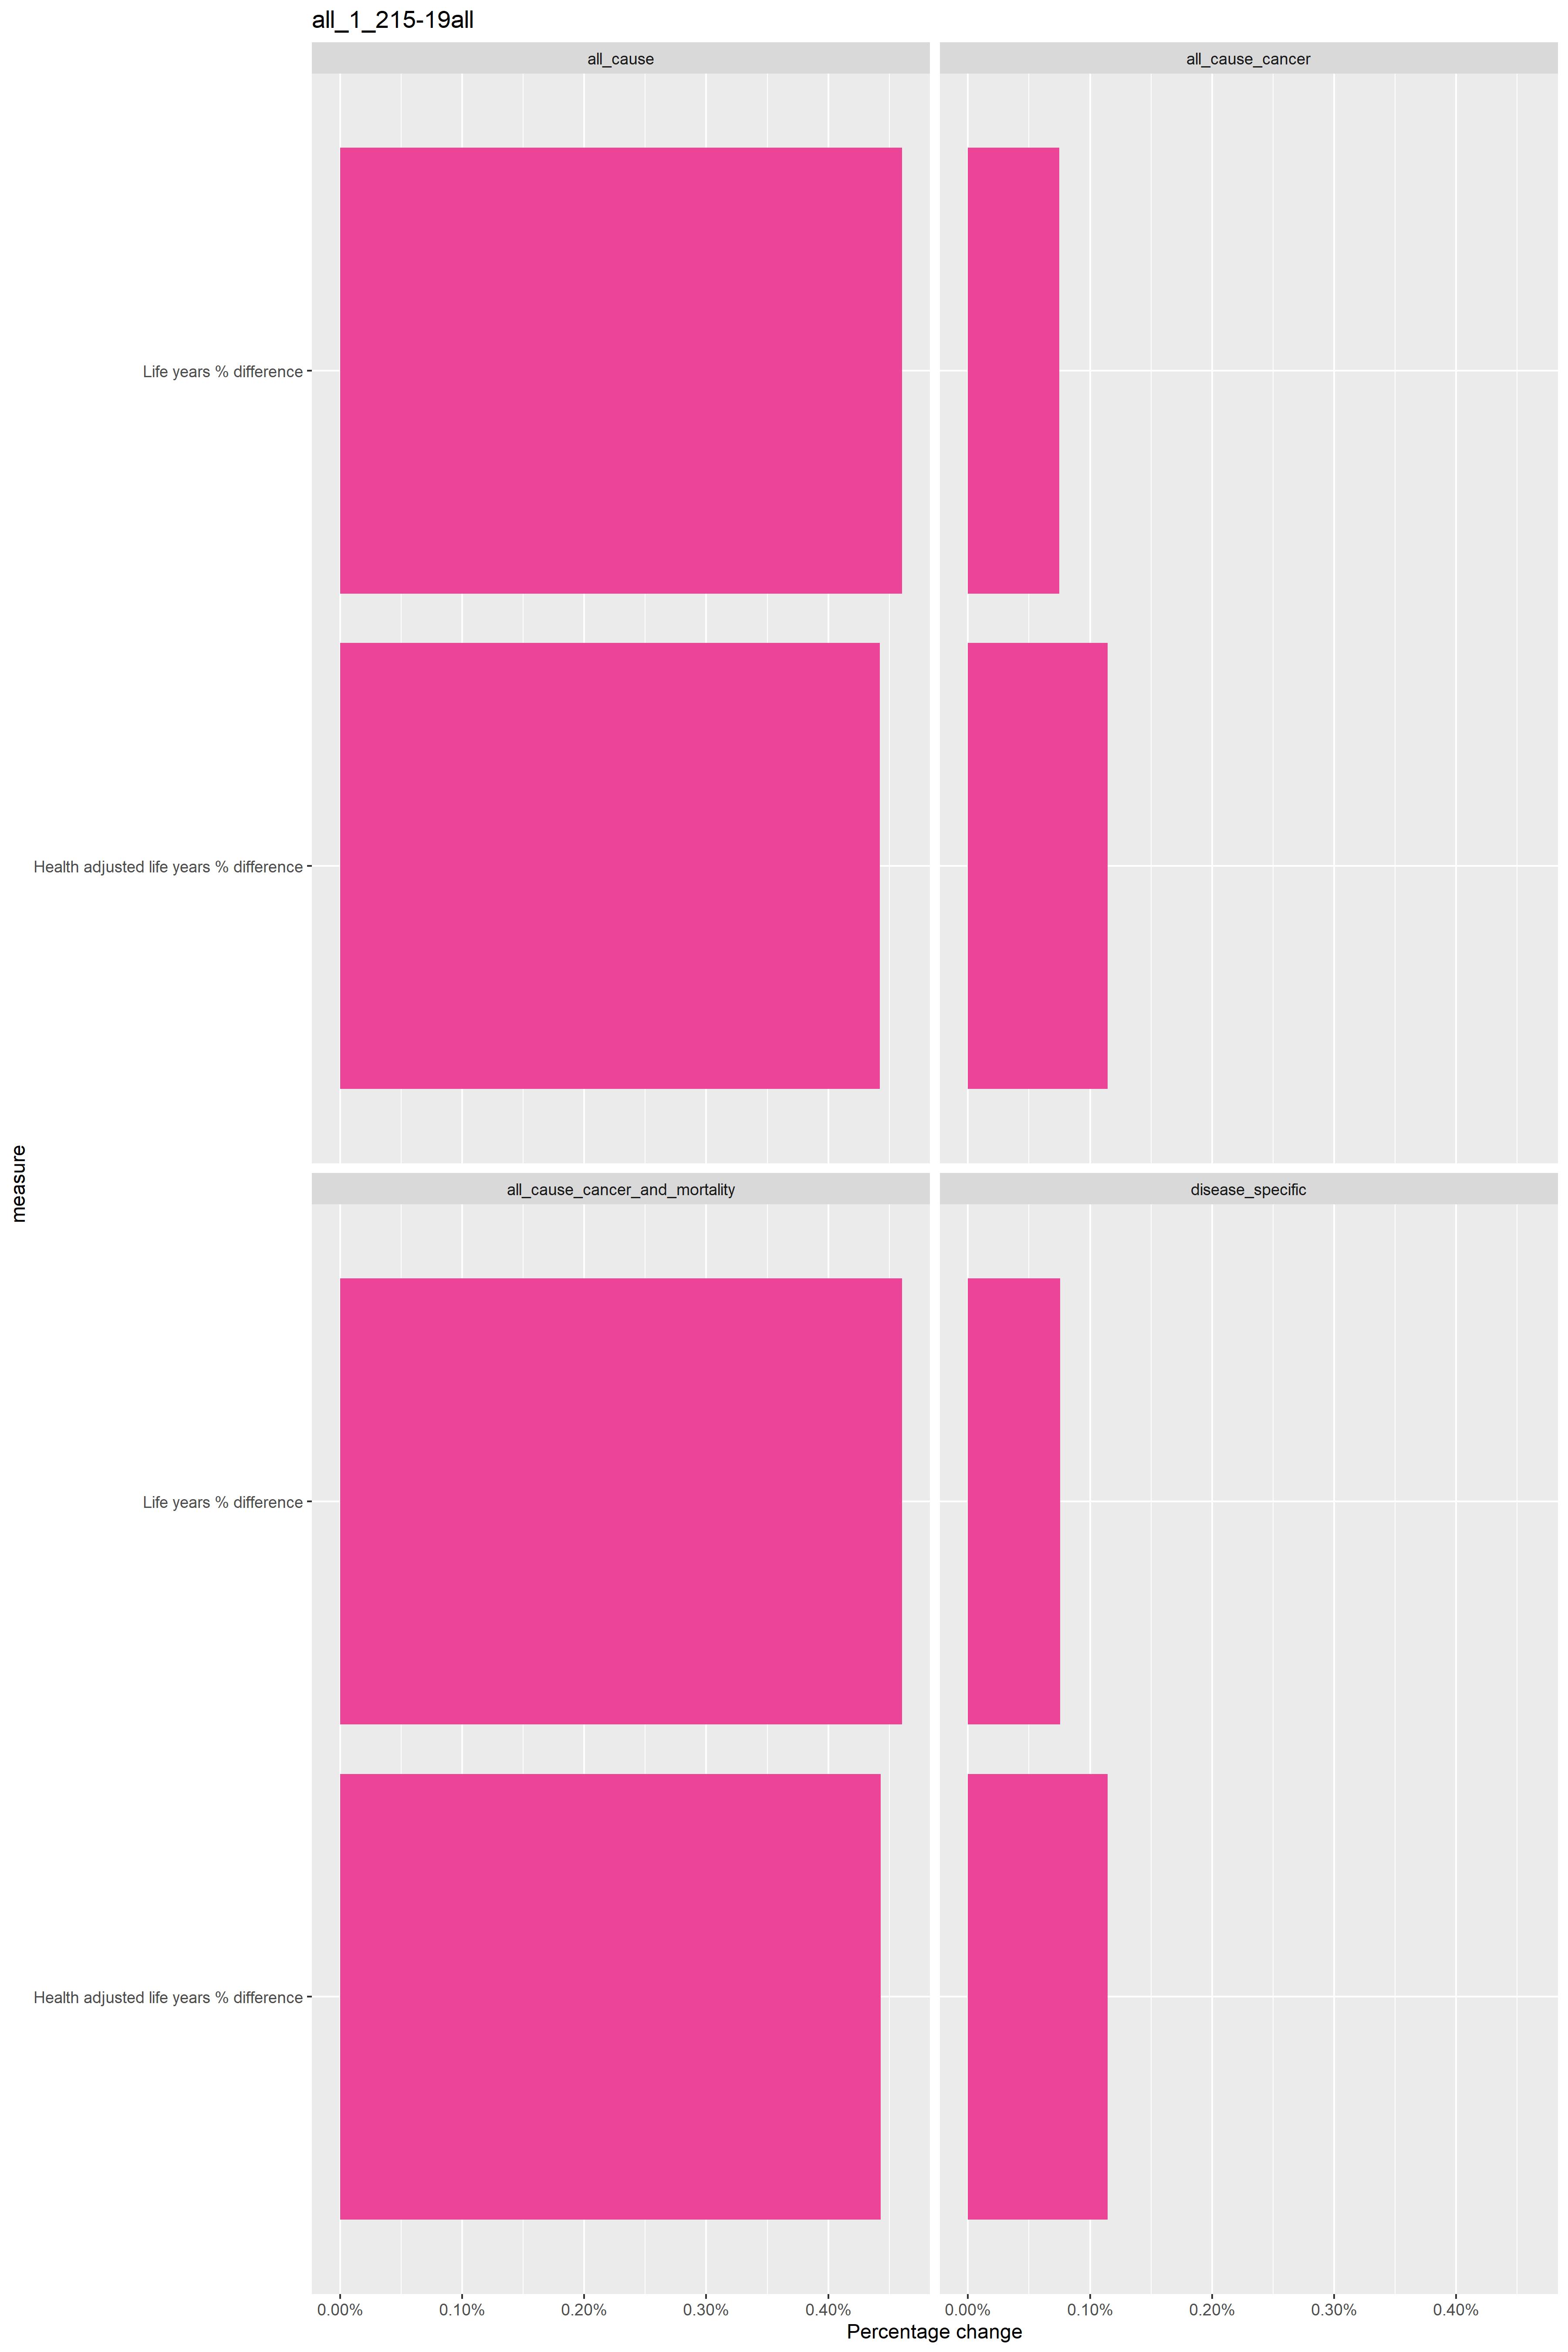 all_1_215-19all
all_cause
all_cause_cancer
Life years % difference
Health adjusted life years % difference
measure
all_cause_cancer_and_mortality
disease_specific
Life years % difference
Health adjusted life years % difference
0.00% 0.10% 0.20% 0.30% 0.40%
0.00% 0.10% 0.20% 0.30% 0.40%
Percentage change